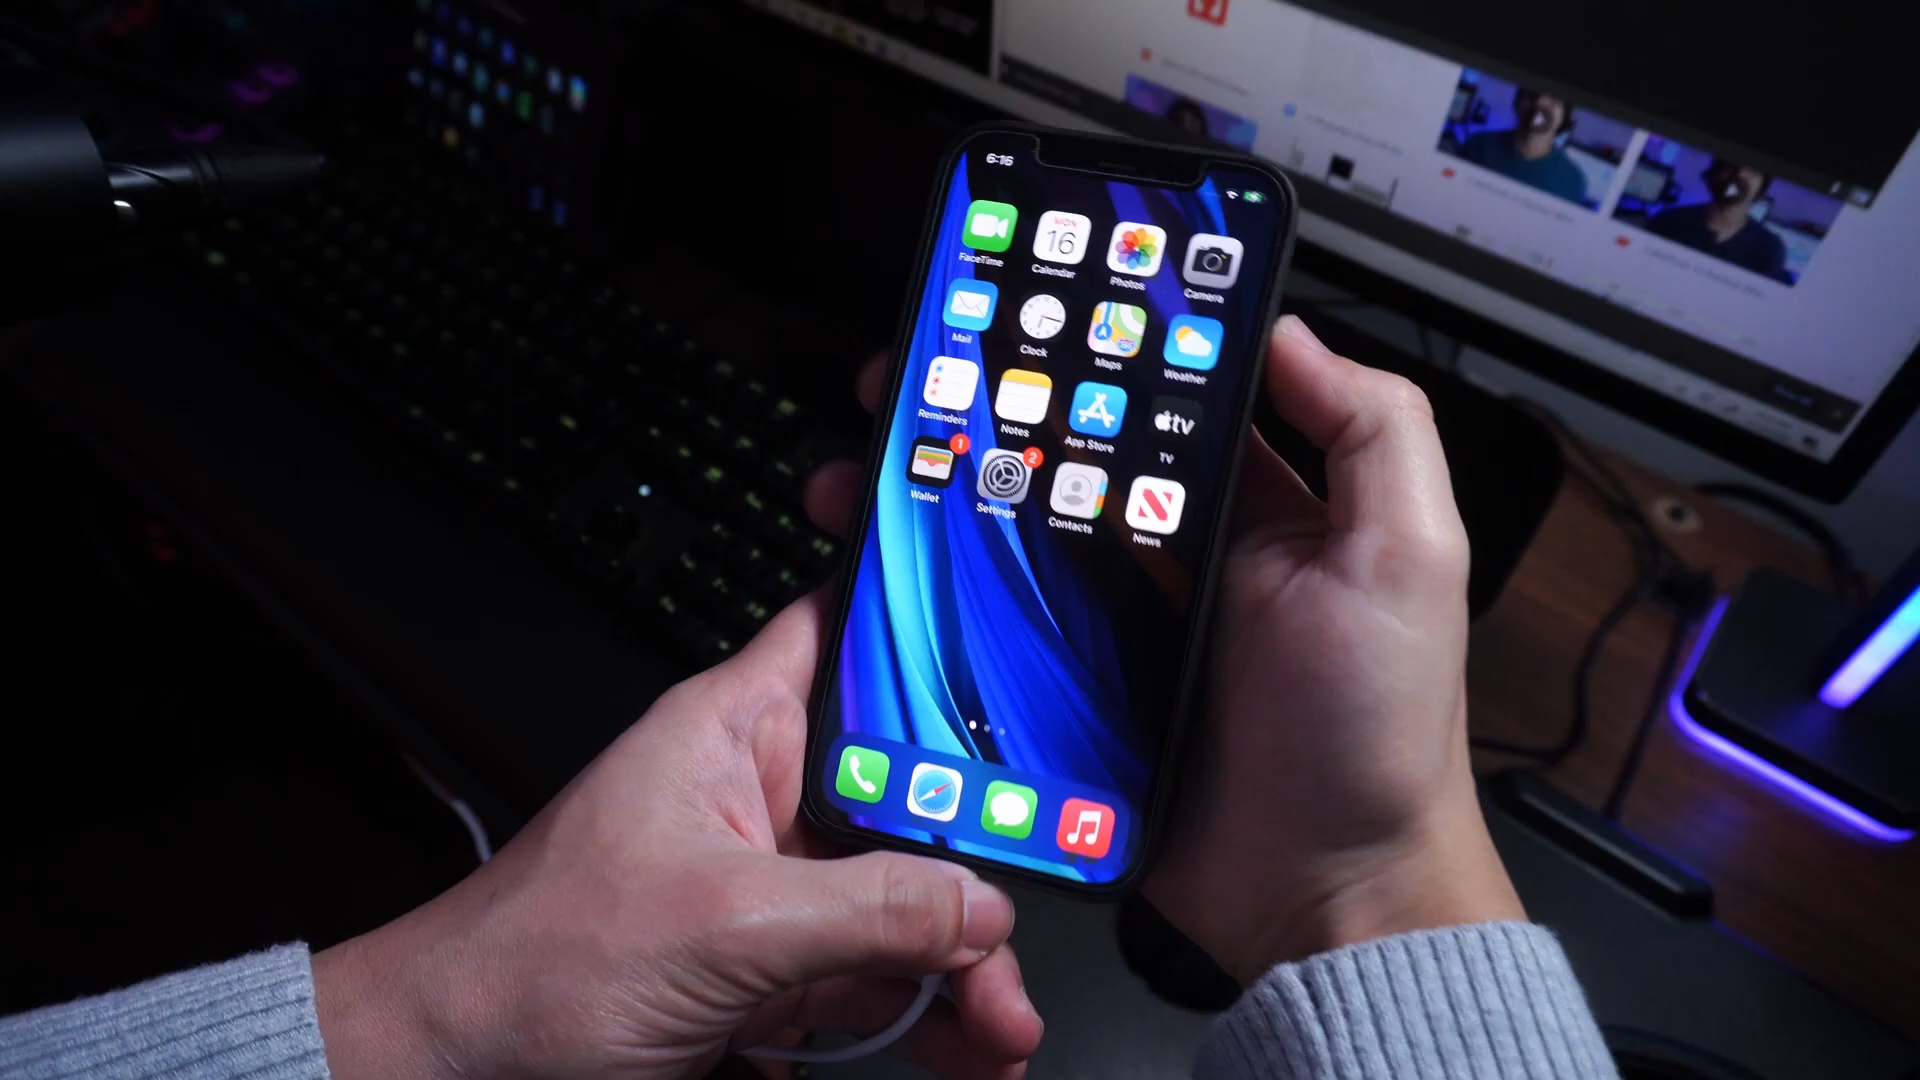 6:16
FaceTime
MON
16
Calendar
Photos
Camera
Mail
Clock
Maps
Weather
Reminders
Notes
App Store
tv
TV
1
Wallet
2
Settings
Contacts
News